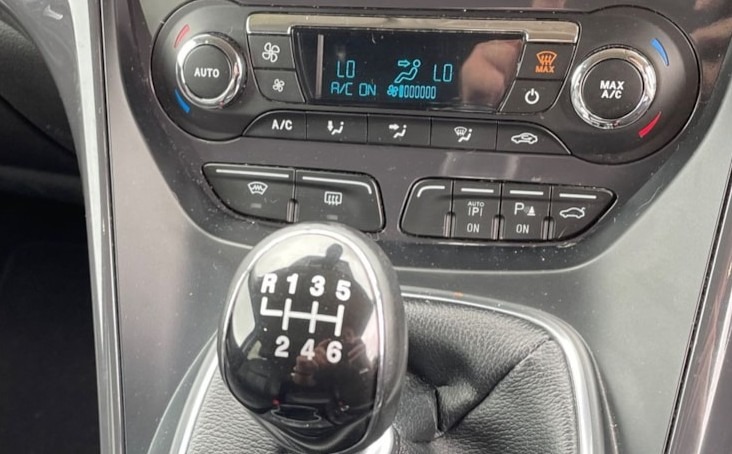 AUTO
LO LO
A/C ON
MAX
MAX
A/C
A/C
AUTO
P
ON
P
ON
R 1 3 5
2 4 6